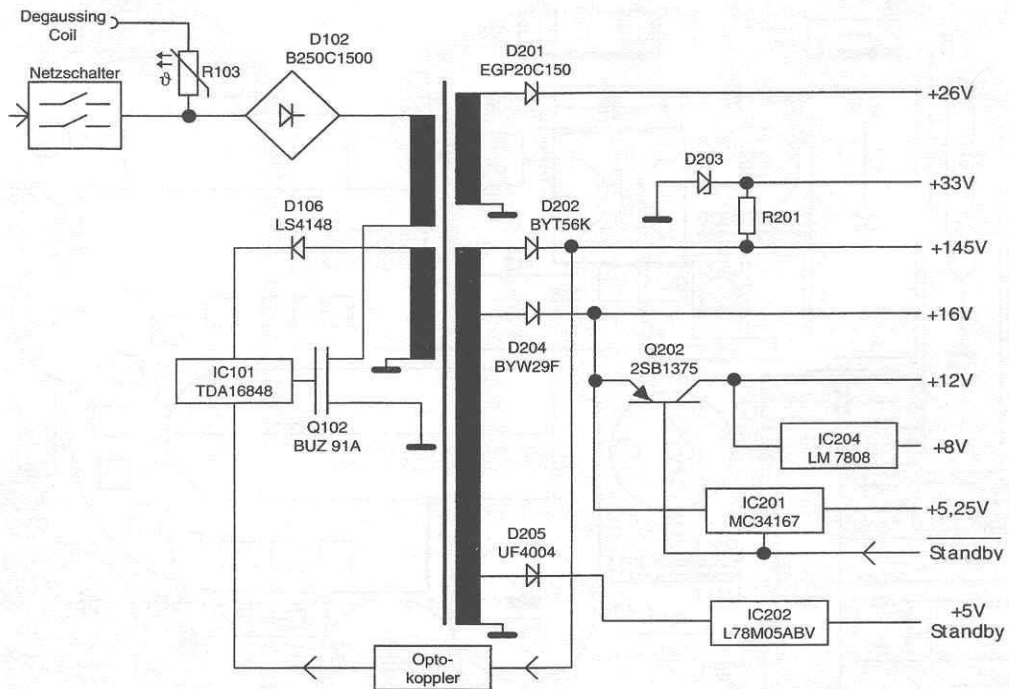 Degaussing
Coil
Netzschalter
ϑ
R103
D102
B250C1500
D201
EGP20C150
+26V
D203
+33V
R201
D106
LS4148
D202
BYT56K
+145V
+16V
D204
BYW29F
Q202
2SB1375
+12V
IC101
TDA16848
Q102
BUZ 91A
IC204
LM 7808
+8V
IC201
MC34167
+5,25V
Standby
D205
UF4004
IC202
L78M05ABV
+5V
Standby
Opto-
koppler